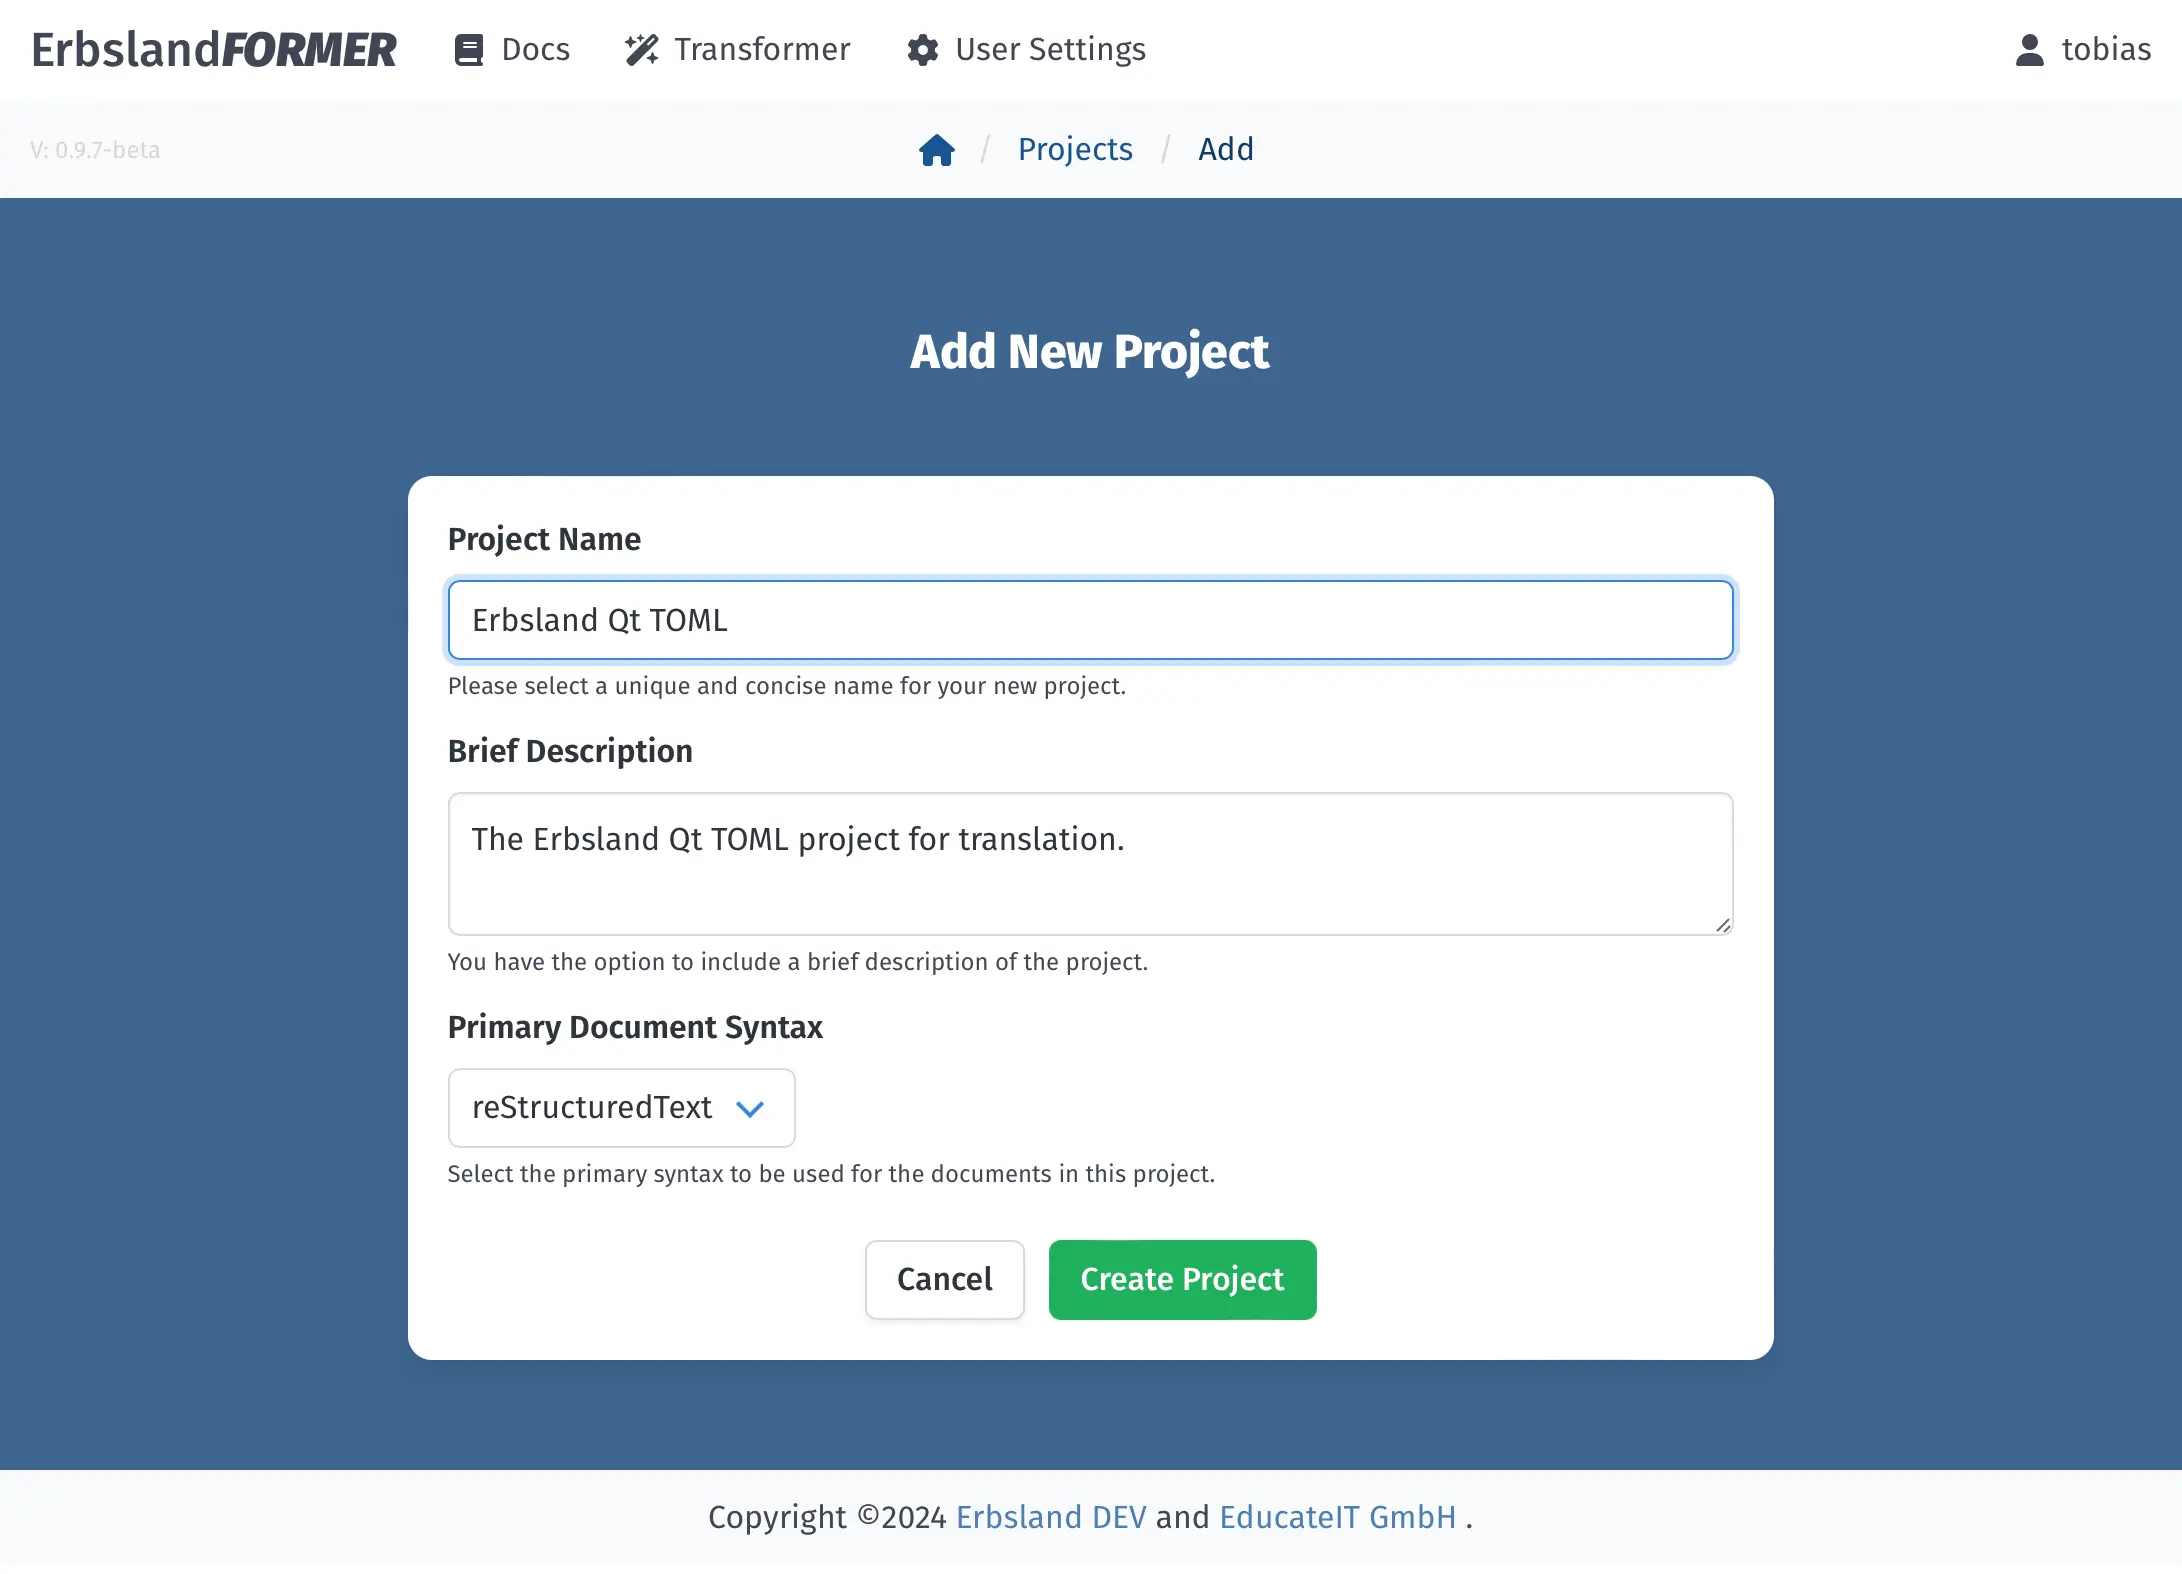 ErbslandFORMER Docs Transformer User Settings tobias
V: 0.9.7-beta / Projects / Add
Add New Project
Project Name
Erbsland Qt TOML
Please select a unique and concise name for your new project.
Brief Description
The Erbsland Qt TOML project for translation.
You have the option to include a brief description of the project.
Primary Document Syntax
reStructuredText
Select the primary syntax to be used for the documents in this project.
Cancel Create Project
Copyright ©2024 Erbsland DEV and EducateIT GmbH .